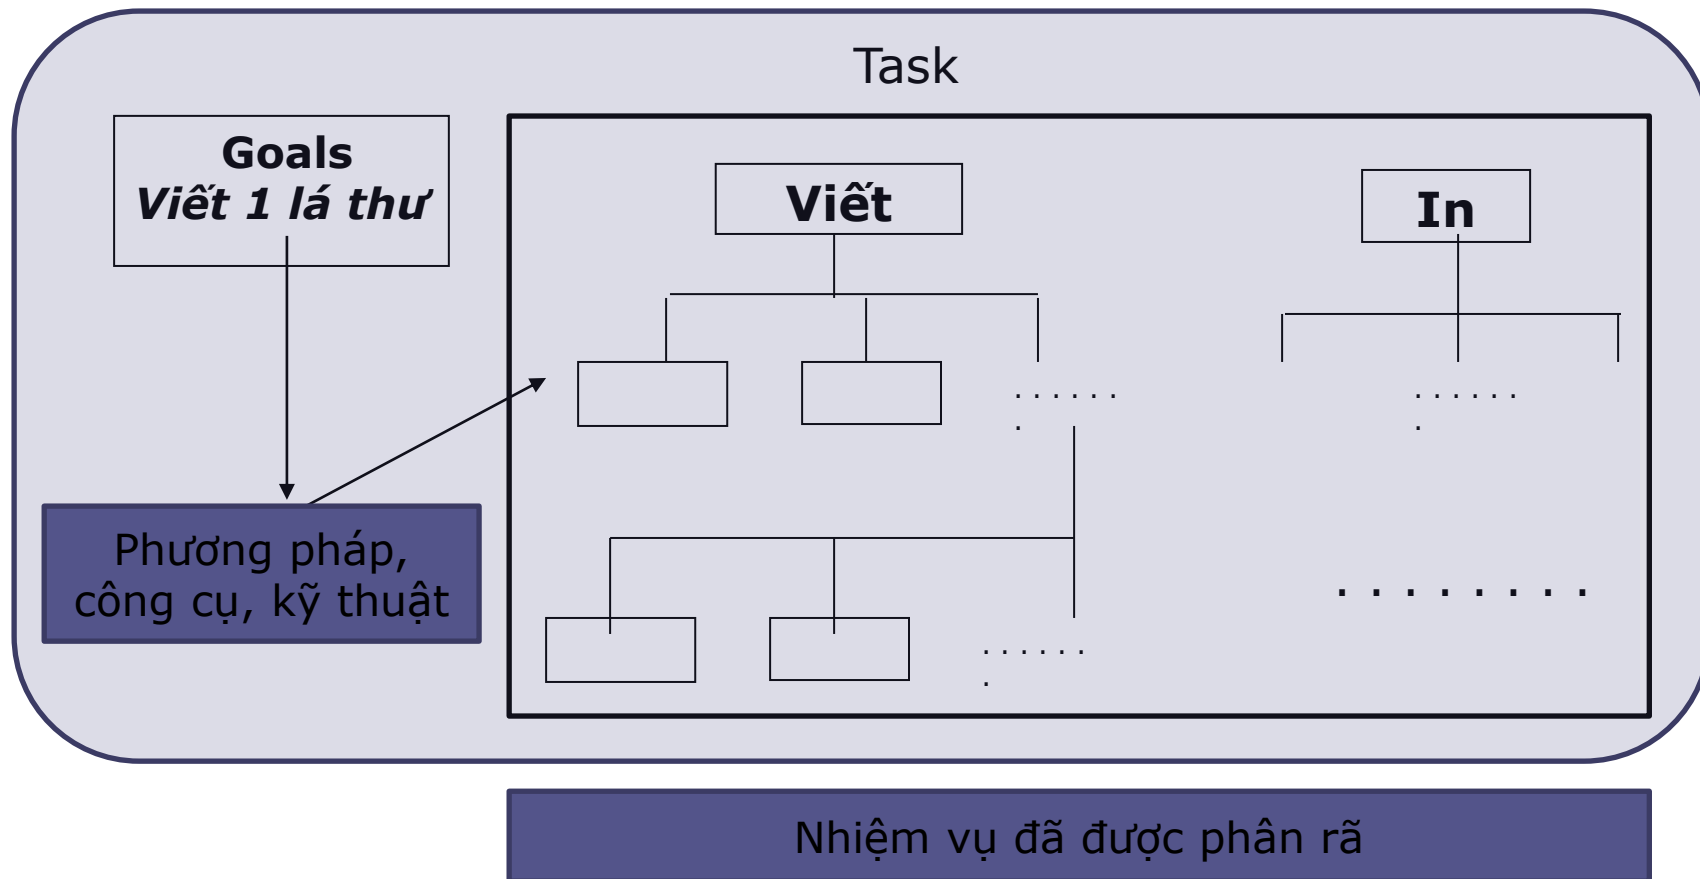 Task
Goals
Viết 1 lá thư
Viết
In
. . . . . .
.
. . . . . .
.
Phương pháp,
công cụ, kỹ thuật
. . . . . . . .
. . . . . .
.
Nhiệm vụ đã được phân rã